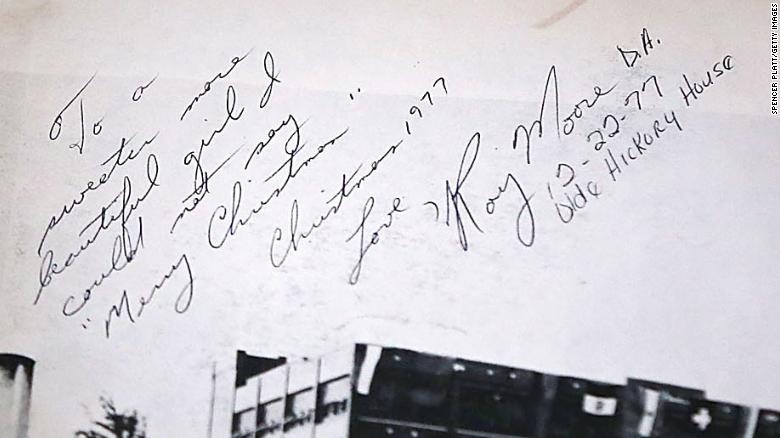 To a
sweeter more
beautiful girl I
could not say
"Merry Christmas"
Christmas 1977
Love,
Roy Moore D.A.
12-22-77
Olde Hickory House
SPENCER PLATT/GETTY IMAGES